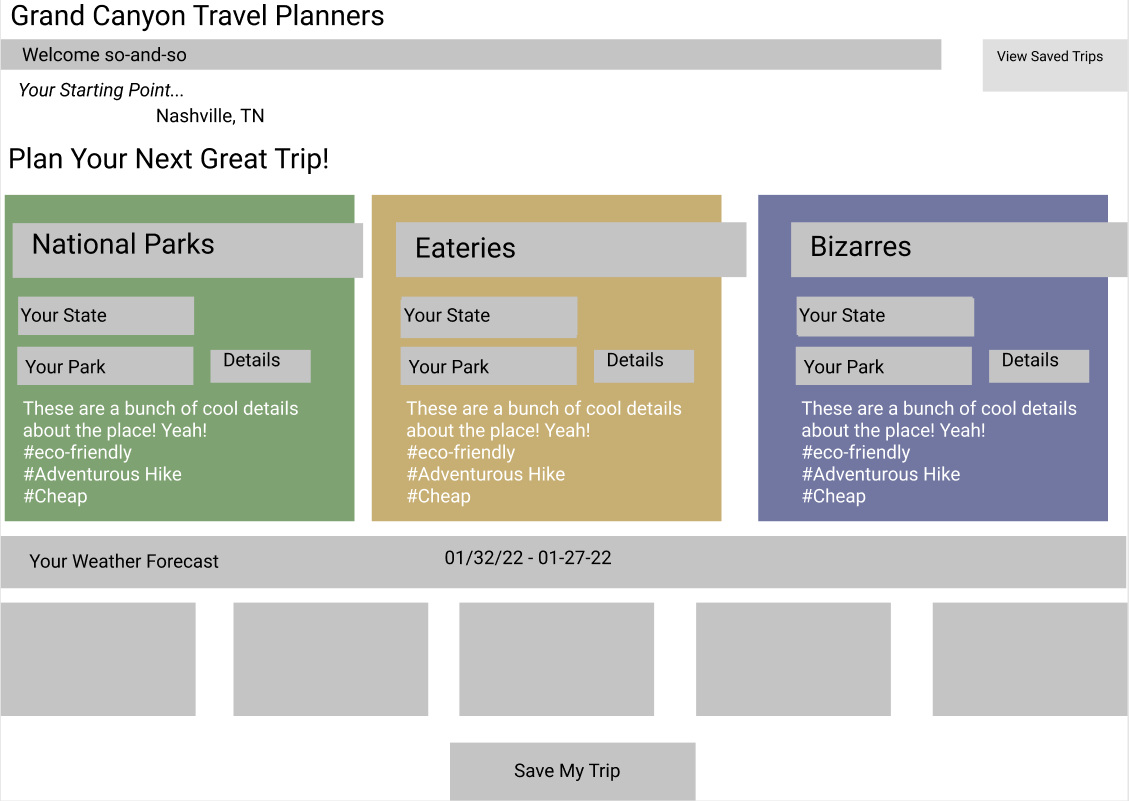 Grand Canyon Travel Planners
Welcome so-and-so
View Saved Trips
Your Starting Point...
Nashville, TN
Plan Your Next Great Trip!
National Parks
Your State
Your Park
Details
These are a bunch of cool details
about the place! Yeah!
#eco-friendly
#Adventurous Hike
#Cheap
Eateries
Your State
Your Park
Details
These are a bunch of cool details
about the place! Yeah!
#eco-friendly
#Adventurous Hike
#Cheap
Bizarres
Your State
Your Park
Details
These are a bunch of cool details
about the place! Yeah!
#eco-friendly
#Adventurous Hike
#Cheap
Your Weather Forecast
01/32/22 - 01-27-22
Save My Trip